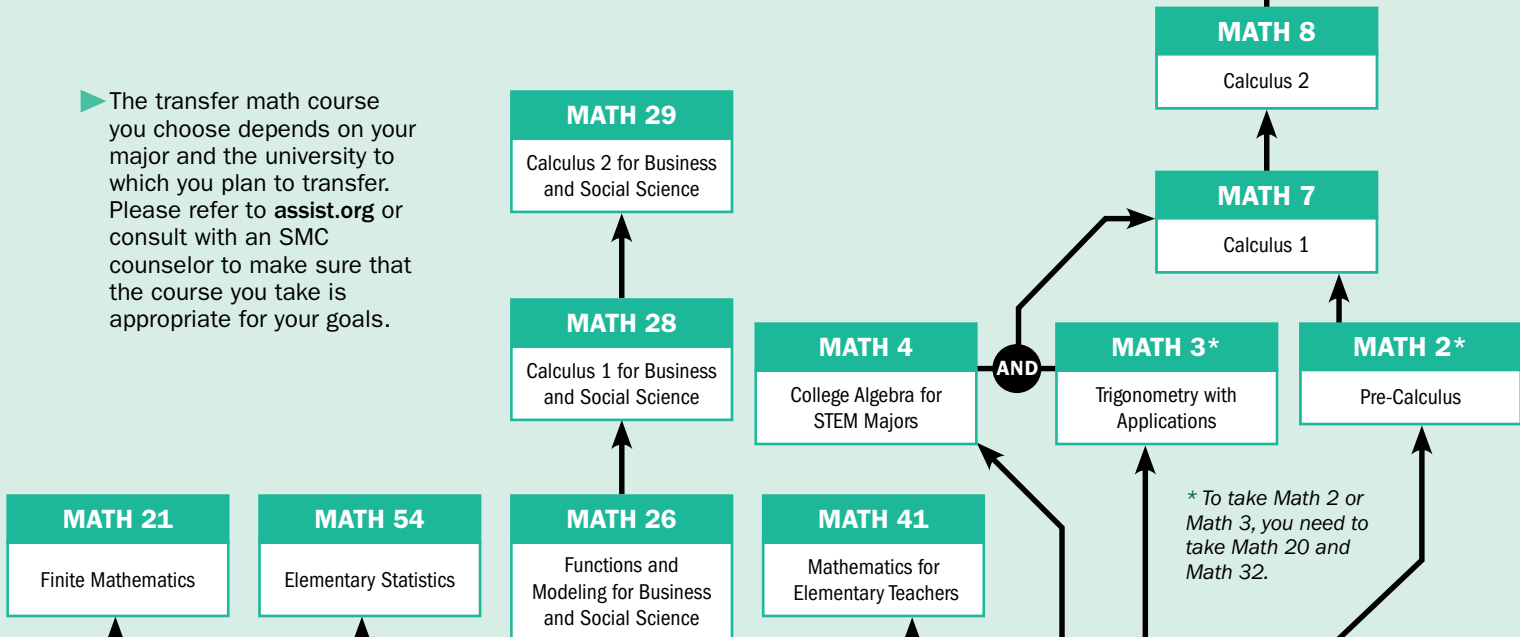 The transfer math course
you choose depends on your
major and the university to
which you plan to transfer.
Please refer to assist.org or
consult with an SMC
counselor to make sure that
the course you take is
appropriate for your goals.
MATH 8
Calculus 2
MATH 29
Calculus 2 for Business
and Social Science
MATH 7
Calculus 1
MATH 28
Calculus 1 for Business
and Social Science
MATH 4
College Algebra for
STEM Majors
AND
MATH 3*
Trigonometry with
Applications
MATH 2*
Pre-Calculus
MATH 21
Finite Mathematics
MATH 54
Elementary Statistics
MATH 26
Functions and
Modeling for Business
and Social Science
MATH 41
Mathematics for
Elementary Teachers
* To take Math 2 or
Math 3, you need to
take Math 20 and
Math 32.